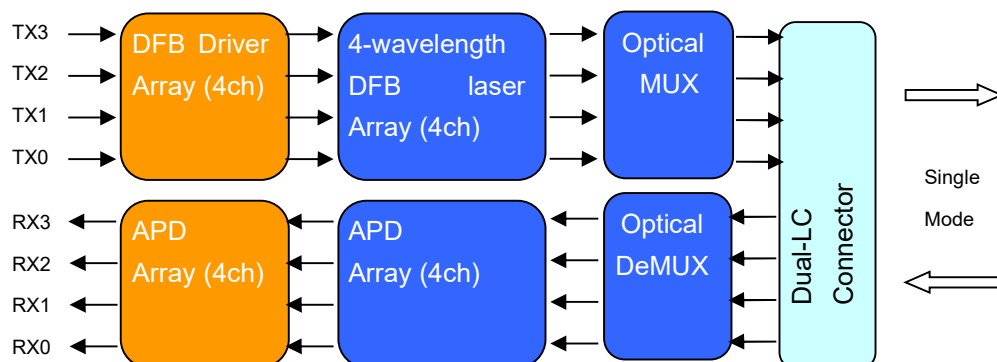 TX3
TX2
TX1
TX0
DFB Driver
Array (4ch)
4-wavelength
DFB laser
Array (4ch)
Optical
MUX
RX3
RX2
RX1
RX0
APD
Array (4ch)
APD
Array (4ch)
Optical
DeMUX
Dual-LC
Connector
Single
Mode